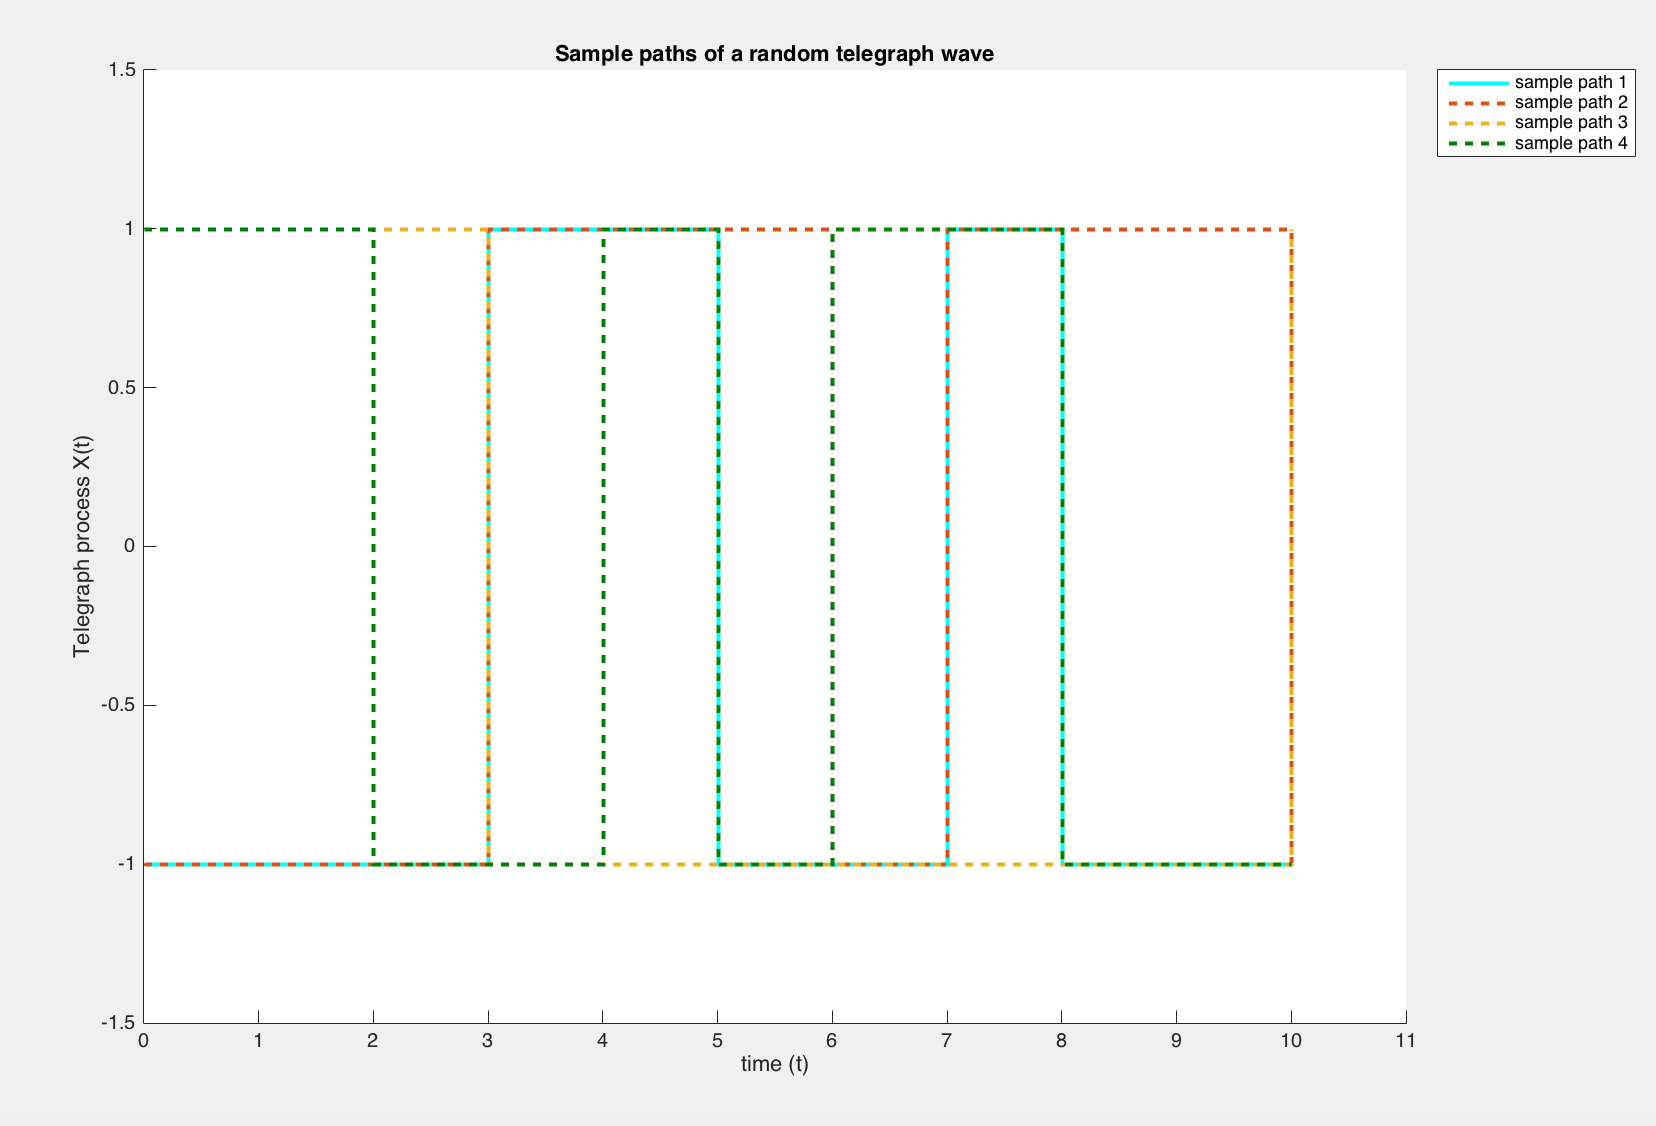 Sample paths of a random telegraph wave
sample path 1
sample path 2
sample path 3
sample path 4
1.5
1
0.5
0
-0.5
-1
-1.5
Telegraph process X(t)
0 1 2 3 4 5 6 7 8 9 10 11
time (t)